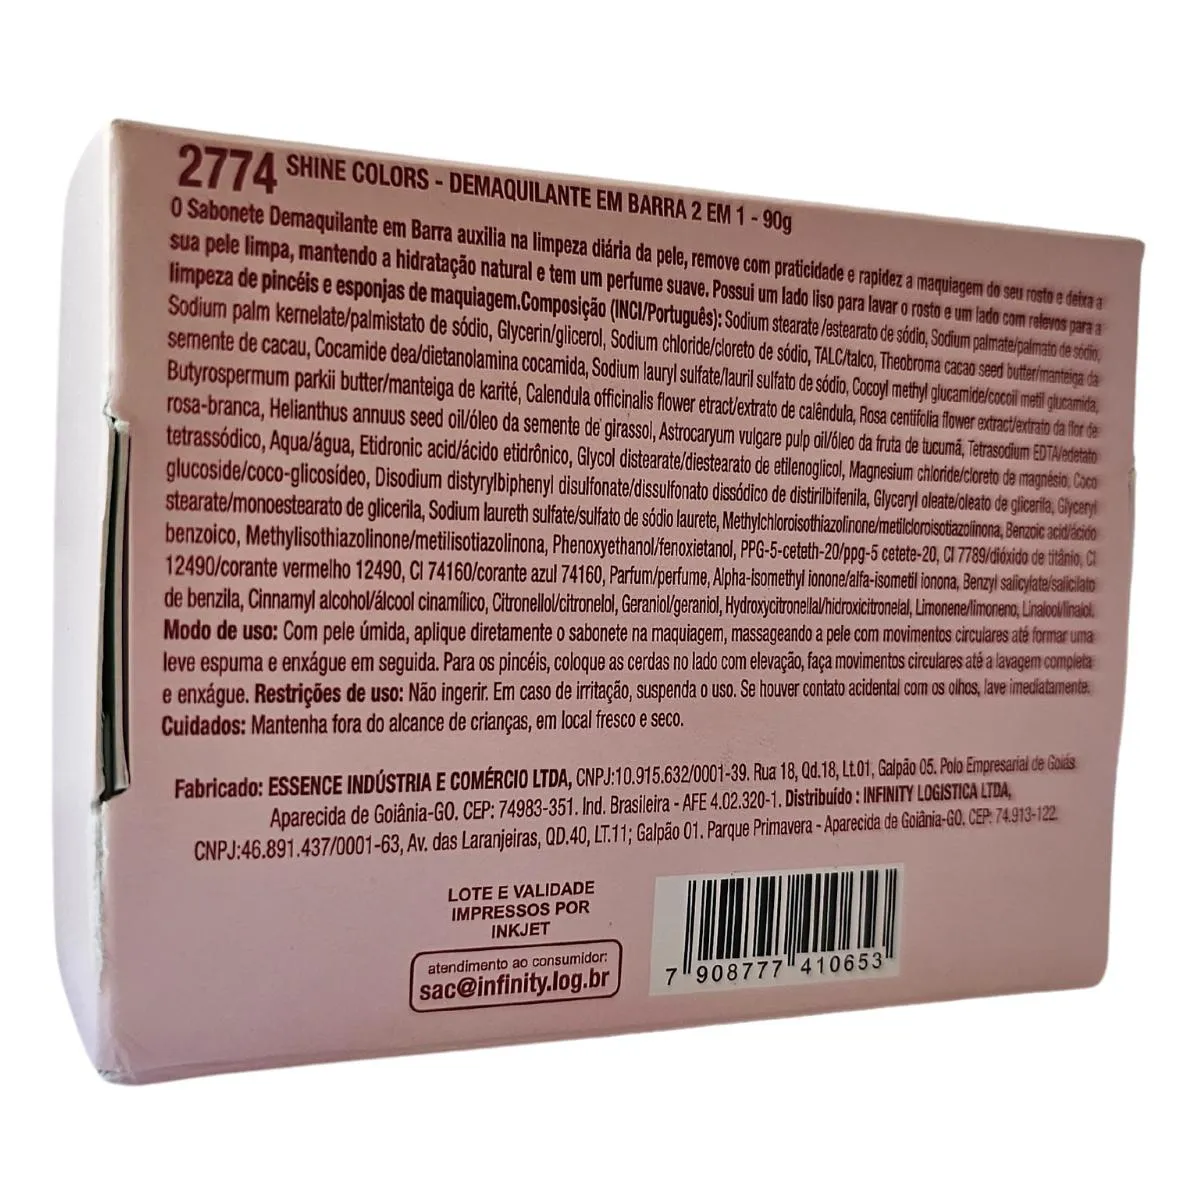 2774 SHINE COLORS - DEMAQUILANTE EM BARRA 2 EM 1 - 90g
O Sabonete Demaquilante em Barra auxilia na limpeza diária da pele, remove com praticidade e rapidez a maquiagem do seu rosto e deixa a
sua pele limpa, mantendo a hidratação natural e tem um perfume suave. Possui um lado liso para lavar o rosto e um lado com relevos para a
limpeza de pincéis e esponjas de maquiagem.Composição (INCI/Português): Sodium stearate /estearato de sódio, Sodium palmate/palmato de sódio,
Sodium palm kernelate/palmistato de sódio, Glycerin/glicerol, Sodium chloride/cloreto de sódio, TALC/talco, Theobroma cacao seed butter/manteiga da
semente de cacau, Cocamide dea/dietanolamina cocamida, Sodium lauryl sulfate/lauril sulfato de sódio, Cocoyl methyl glucamide/cocoil metil glucamida,
Butyrospermum parkii butter/manteiga de karité, Calendula officinalis flower etract/extrato de calêndula, Rosa centifolia flower extract/extrato da flor de
rosa-branca, Helianthus annuus seed oil/óleo da semente de girassol, Astrocaryum vulgare pulp oil/óleo da fruta de tucumã, Tetrasodium EDTA/edetato
tetrassódico, Aqua/água, Etidronic acid/ácido etidrônico, Glycol distearate/diestearato de etilenoglicol, Magnesium chloride/cloreto de magnésio, Coco
glucoside/coco-glicosídeo, Disodium distyrylbiphenyl disulfonate/dissulfonato dissódico de distirilbifenila, Glyceryl oleate/oleato de glicerila, Glyceryl
stearate/monoestearato de glicerila, Sodium laureth sulfate/sulfato de sódio laurete, Methylchloroisothiazolinone/metilcloroisotiazolinona, Benzoic acid/ácido
benzoico, Methylisothiazolinone/metilisotiazolinona, Phenoxyethanol/fenoxietanol, PPG-5-ceteth-20/ppg-5 cetete-20, CI 7789/dióxido de titânio, CI
12490/corante vermelho 12490, CI 74160/corante azul 74160, Parfum/perfume, Alpha-isomethyl ionone/alfa-isometil ionona, Benzyl salicylate/salicilato
de benzila, Cinnamyl alcohol/álcool cinamílico, Citronellol/citronelol, Geraniol/geraniol, Hydroxycitronellal/hidroxicitronelal, Limonene/limoneno, Linalool/linalol.
Modo de uso: Com pele úmida, aplique diretamente o sabonete na maquiagem, massageando a pele com movimentos circulares até formar uma
leve espuma e enxágue em seguida. Para os pincéis, coloque as cerdas no lado com elevação, faça movimentos circulares até a lavagem completa
e enxágue. Restrições de uso: Não ingerir. Em caso de irritação, suspenda o uso. Se houver contato acidental com os olhos, lave imediatamente.
Cuidados: Mantenha fora do alcance de crianças, em local fresco e seco.
Fabricado: ESSENCE INDÚSTRIA E COMÉRCIO LTDA, CNPJ:10.915.632/0001-39. Rua 18, Qd.18, Lt.01, Galpão 05. Polo Empresarial de Goiás
Aparecida de Goiânia-GO. CEP: 74983-351. Ind. Brasileira - AFE 4.02.320-1. Distribuído : INFINITY LOGISTICA LTDA,
CNPJ:46.891.437/0001-63, Av. das Laranjeiras, QD.40, LT.11; Galpão 01. Parque Primavera - Aparecida de Goiânia-GO. CEP: 74.913-122.
LOTE E VALIDADE
IMPRESSOS POR
INKJET
atendimento ao consumidor:
sac@infinity.log.br
7 908777 410653